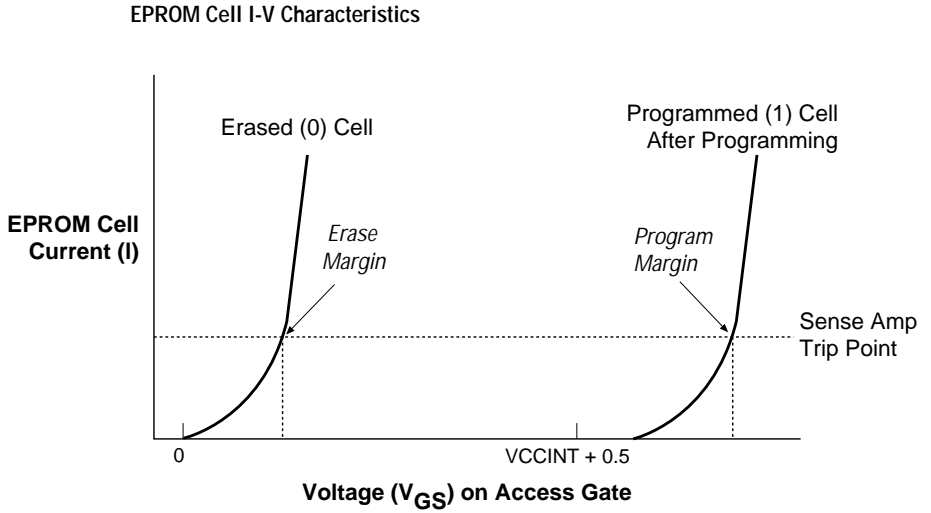 EPROM Cell I-V Characteristics
Erased (0) Cell
Programmed (1) Cell
After Programming
EPROM Cell
Current (I)
Erase
Margin
Program
Margin
Sense Amp
Trip Point
0
VCCINT + 0.5
Voltage (VGS) on Access Gate